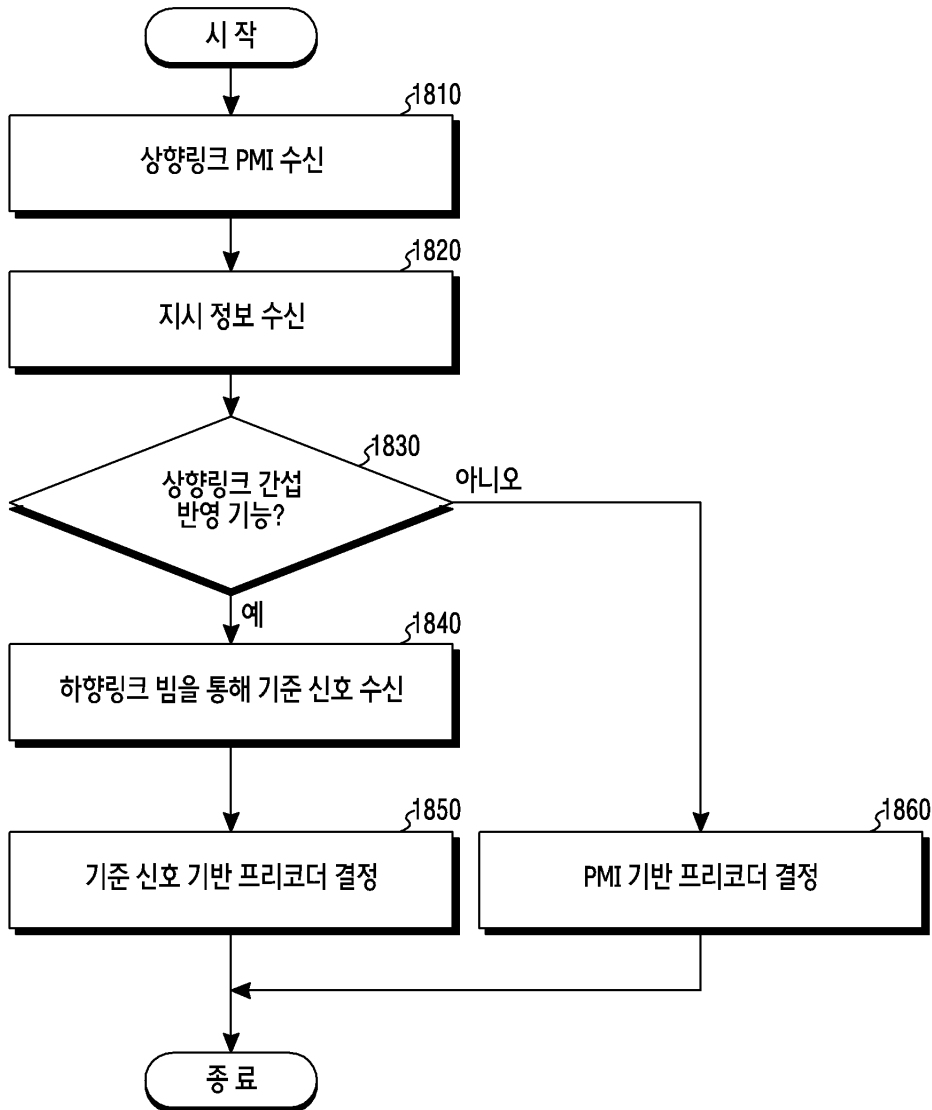 시 작
1810
상향링크 PMI 수신
1820
지시 정보 수신
1830
상향링크 간섭
반영 기능?
아니오
예
1840
하향링크 빔을 통해 기준 신호 수신
1850
기준 신호 기반 프리코더 결정
1860
PMI 기반 프리코더 결정
종 료